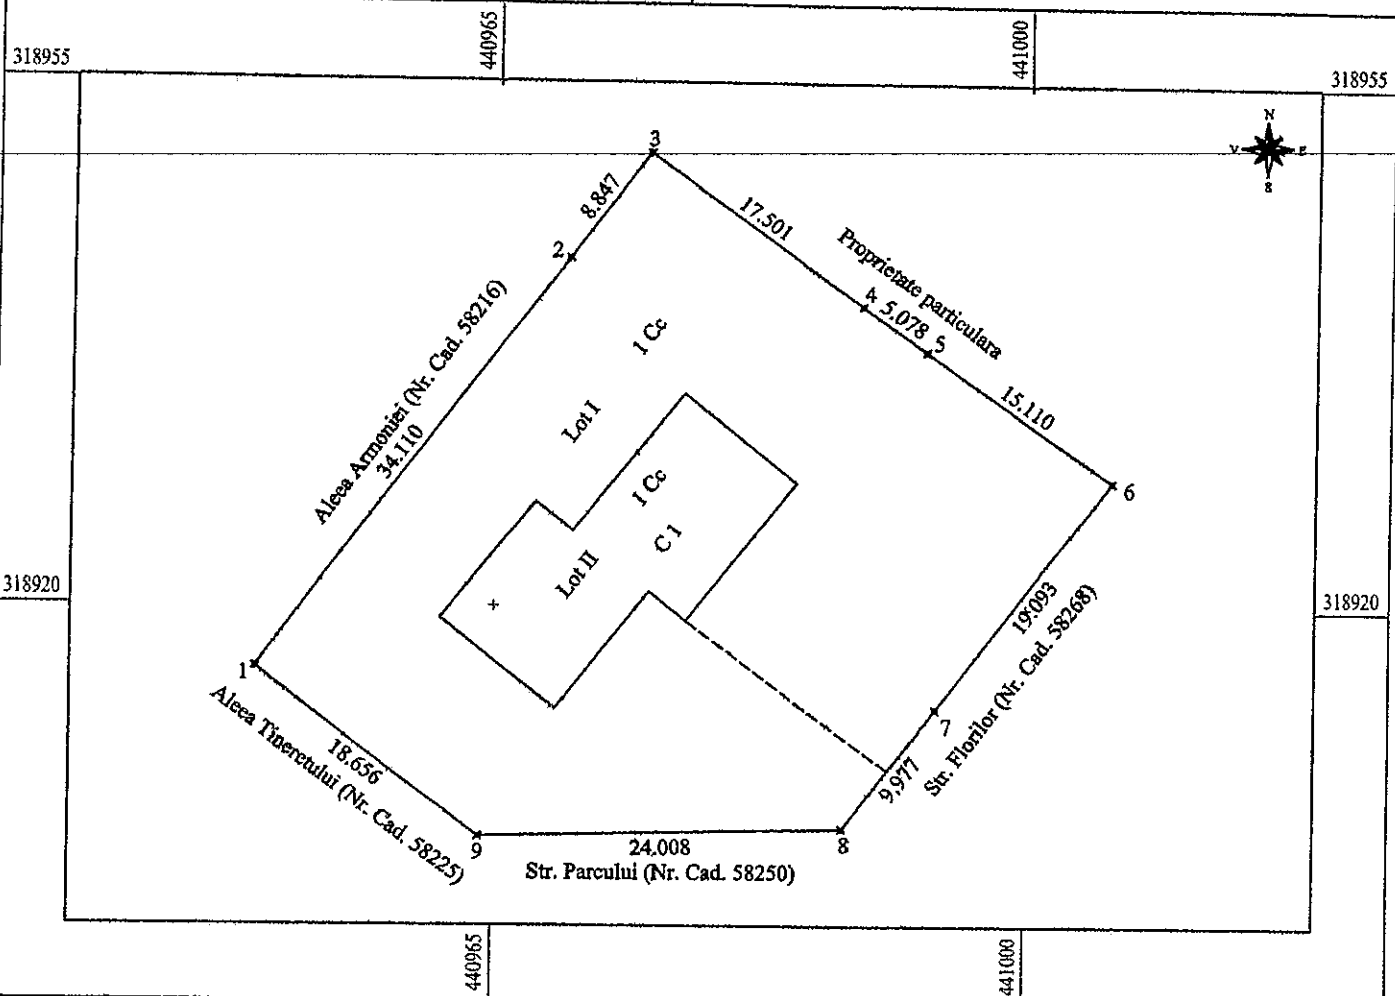 440965
441000
318955
318955
N
V
E
S
3
8.847
2
17.501
Proprietate particulara
4
5.078
5
15.110
Aleea Armoniei (Nr. Cad. 58216)
34.110
1 Cc
Lot I
1 Cc
C 1
Lot II
6
318920
318920
19.093
Str. Florilor (Nr. Cad. 58268)
1
7
9.977
Aleea Tineretului (Nr. Cad. 58225)
18.656
9
24.008
8
Str. Parcului (Nr. Cad. 58250)
440965
441000